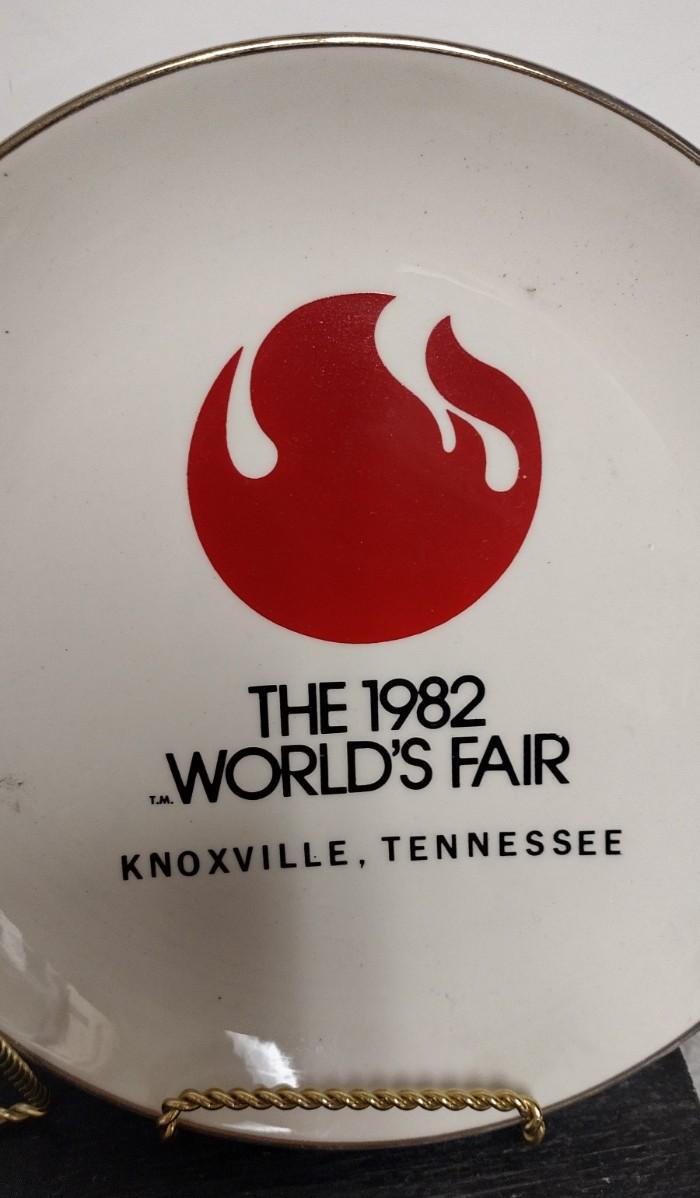 THE 1982
T.M. WORLD'S FAIR
KNOXVILLE, TENNESSEE